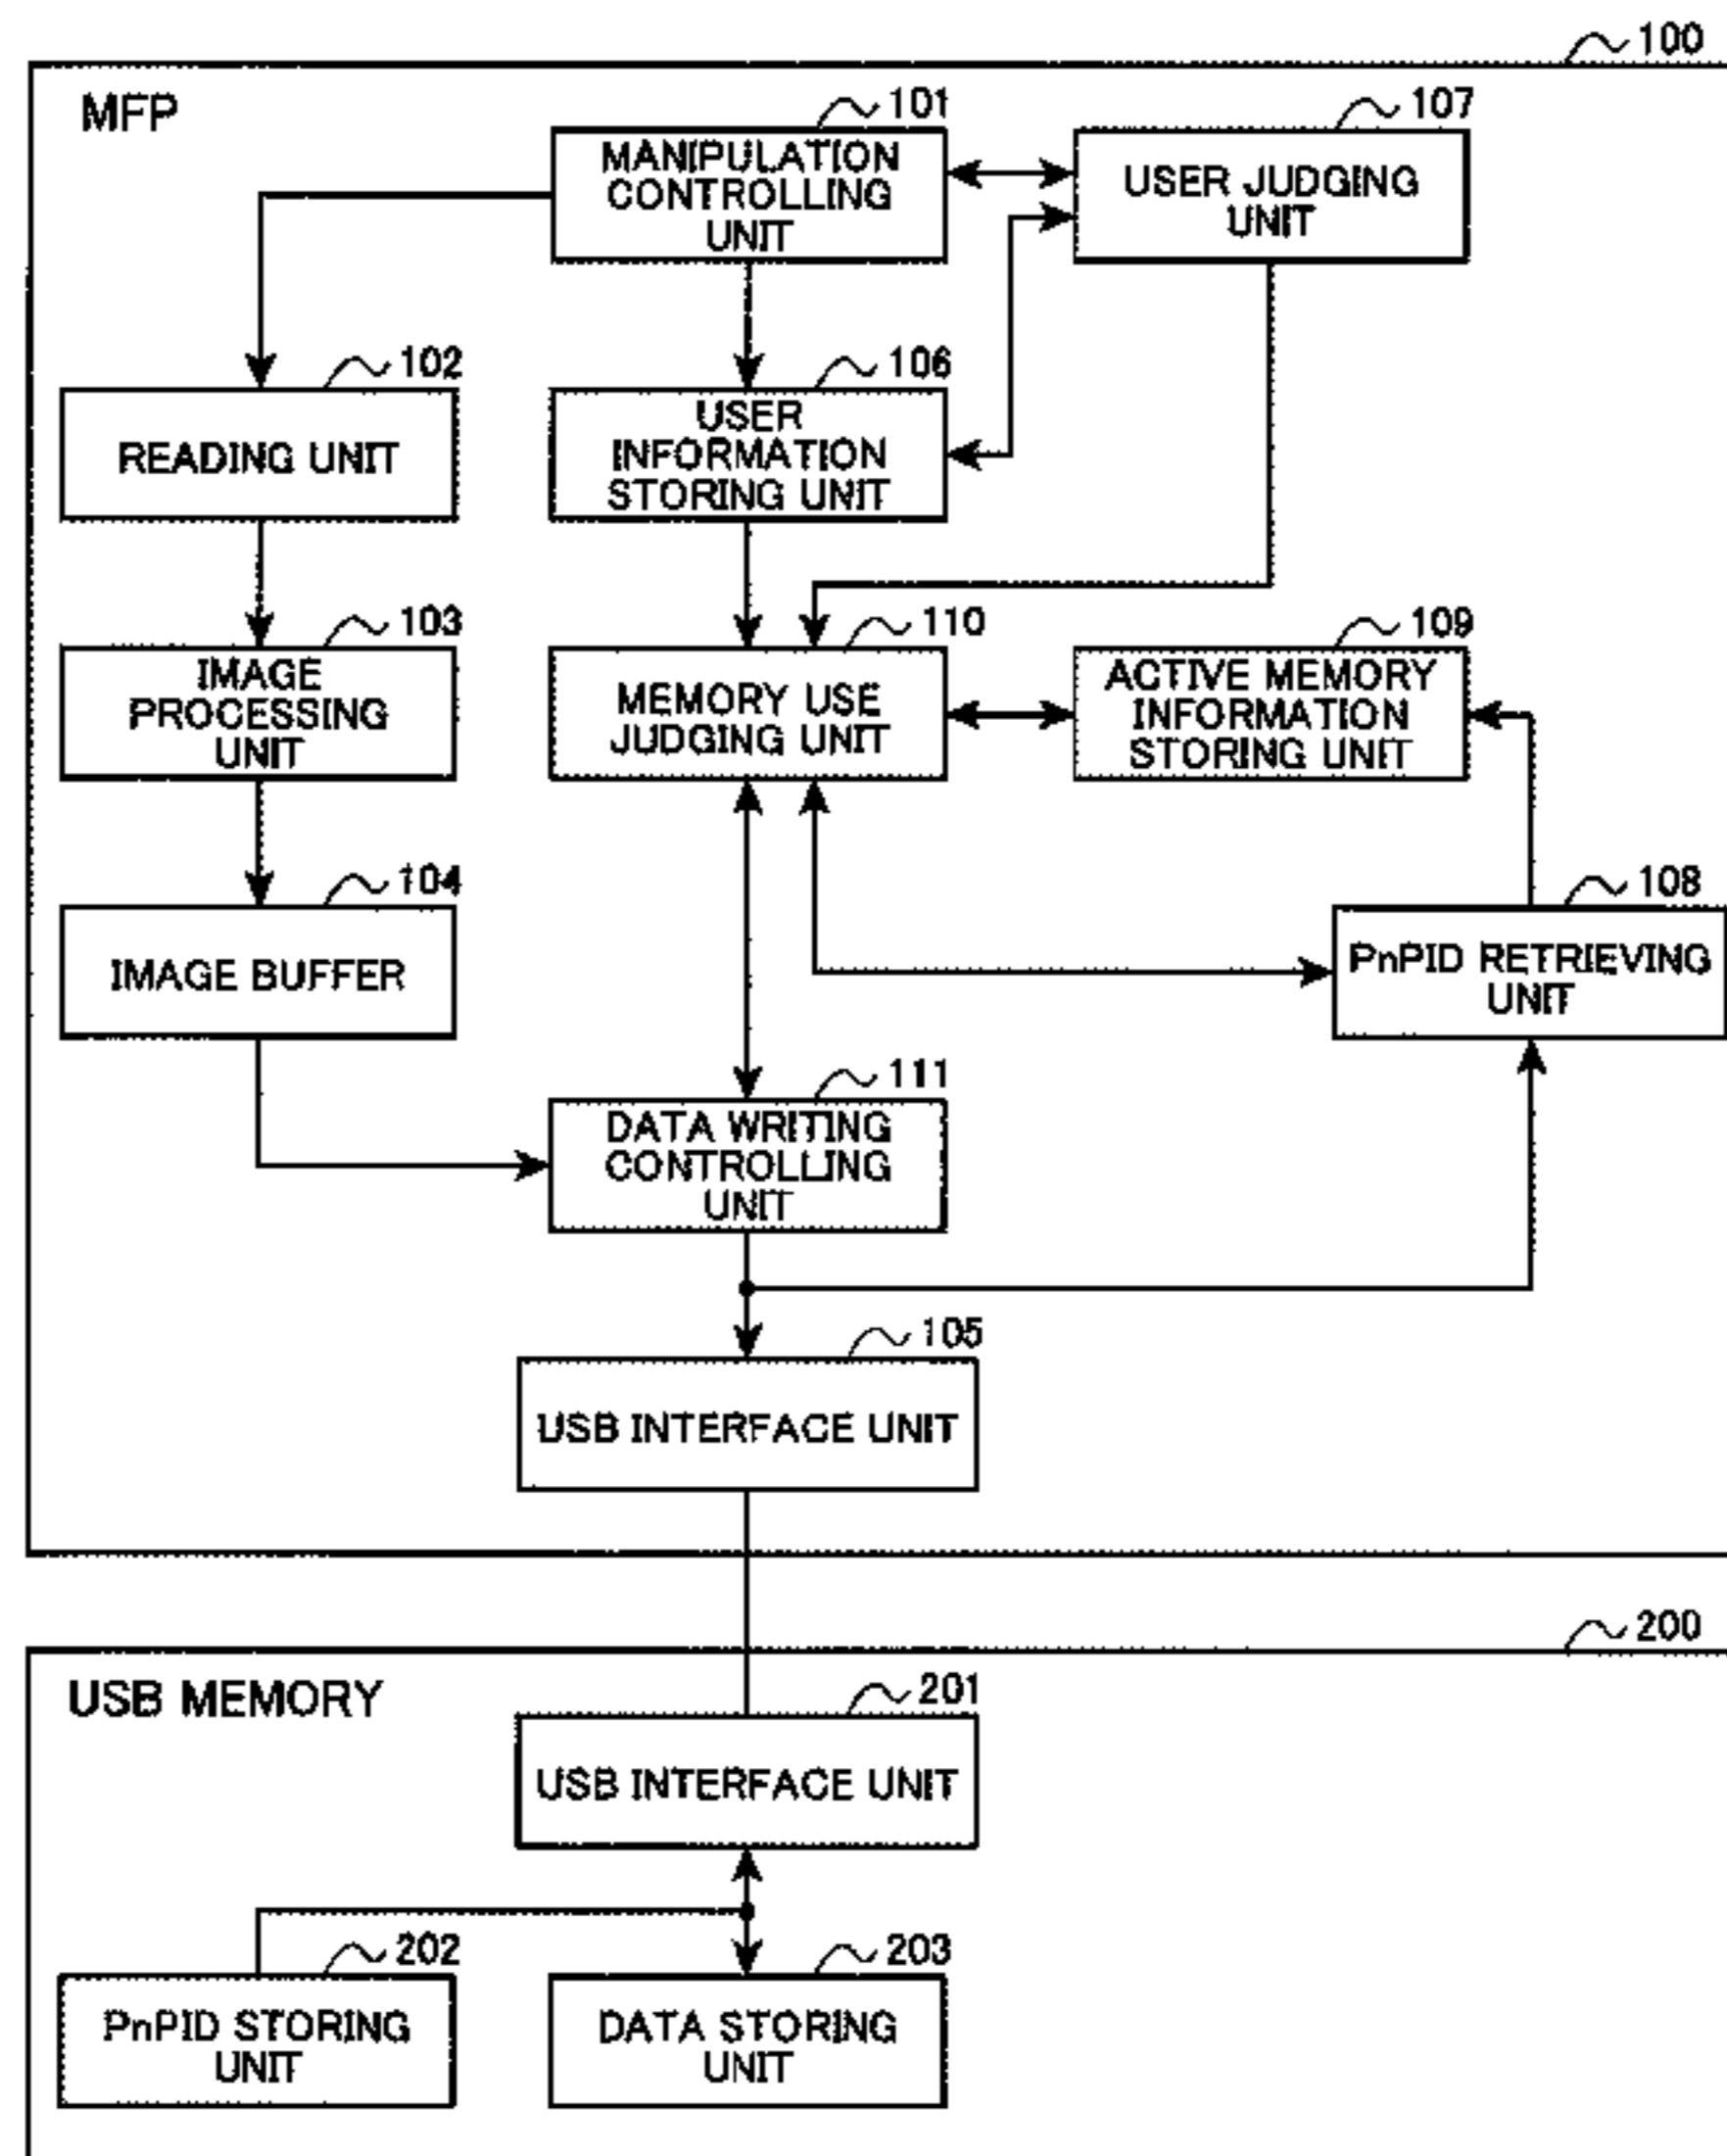 100
MFP
101
MANIPULATION
CONTROLLING
UNIT
107
USER JUDGING
UNIT
102
READING UNIT
106
USER
INFORMATION
STORING UNIT
103
IMAGE
PROCESSING
UNIT
110
MEMORY USE
JUDGING UNIT
109
ACTIVE MEMORY
INFORMATION
STORING UNIT
104
IMAGE BUFFER
108
PnPID RETRIEVING
UNIT
111
DATA WRITING
CONTROLLING
UNIT
105
USB INTERFACE UNIT
200
USB MEMORY
201
USB INTERFACE UNIT
202
PnPID STORING
UNIT
203
DATA STORING
UNIT